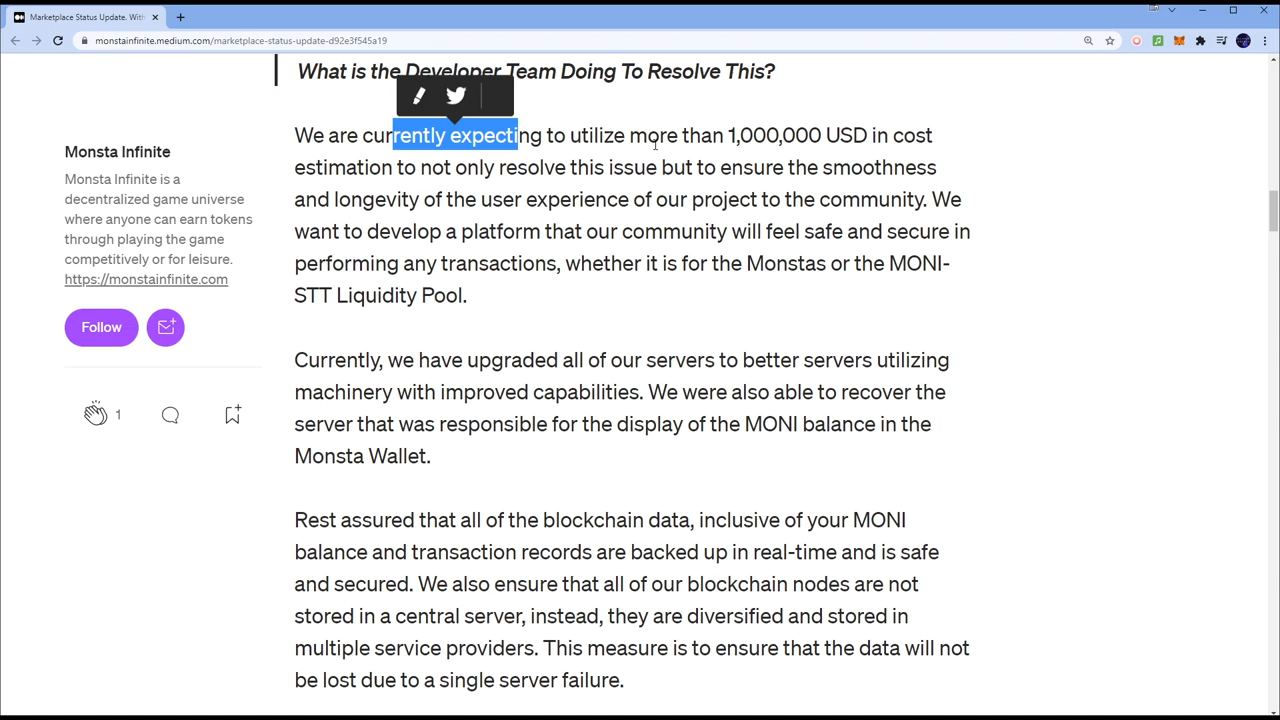 Marketplace Status Update. With
monstainfinite.medium.com/marketplace-status-update-d92e3f545a19
What is the Developer Team Doing To Resolve This?
We are currently expecting to utilize more than 1,000,000 USD in cost
estimation to not only resolve this issue but to ensure the smoothness
and longevity of the user experience of our project to the community. We
want to develop a platform that our community will feel safe and secure in
performing any transactions, whether it is for the Monstas or the MONI-
STT Liquidity Pool.
Monsta Infinite
Monsta Infinite is a
decentralized game universe
where anyone can earn tokens
through playing the game
competitively or for leisure.
https://monstainfinite.com
Follow
1
Currently, we have upgraded all of our servers to better servers utilizing
machinery with improved capabilities. We were also able to recover the
server that was responsible for the display of the MONI balance in the
Monsta Wallet.
Rest assured that all of the blockchain data, inclusive of your MONI
balance and transaction records are backed up in real-time and is safe
and secured. We also ensure that all of our blockchain nodes are not
stored in a central server, instead, they are diversified and stored in
multiple service providers. This measure is to ensure that the data will not
be lost due to a single server failure.